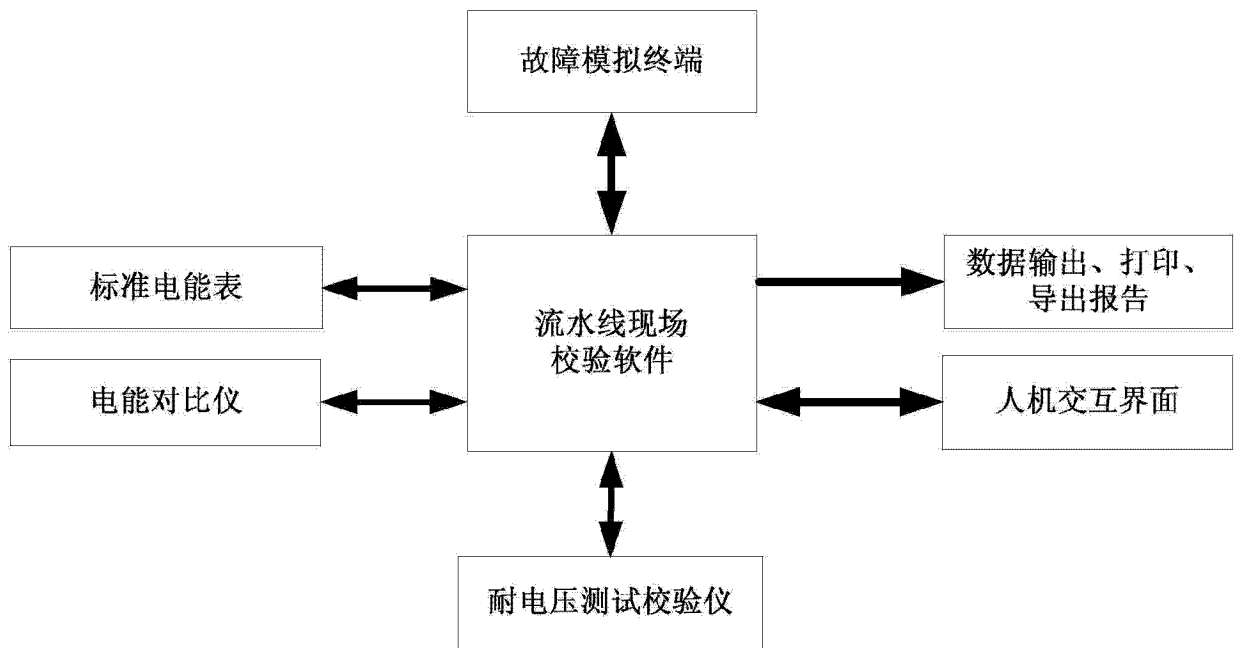 故障模拟终端
标准电能表
流水线现场
校验软件
数据输出、打印、
导出报告
电能对比仪
人机交互界面
耐电压测试校验仪